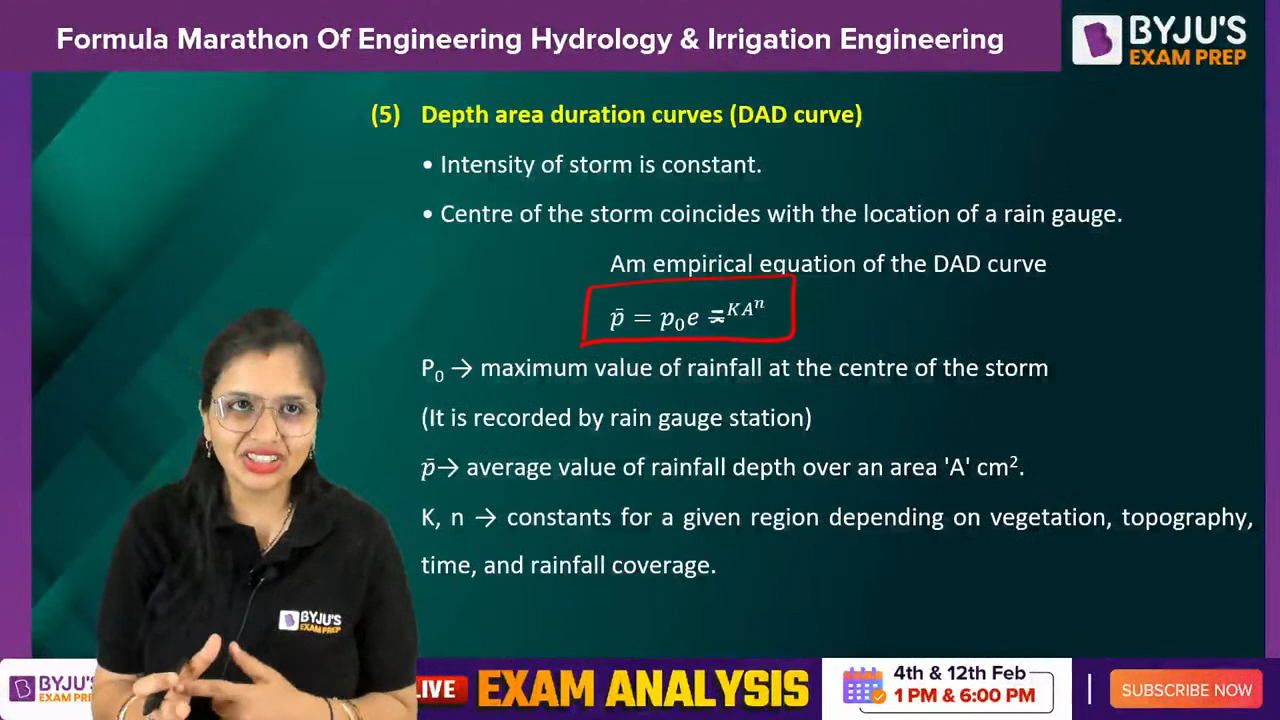 Formula Marathon Of Engineering Hydrology & Irrigation Engineering
BYJU'S
EXAM PREP
(5) Depth area duration curves (DAD curve)
• Intensity of storm is constant.
• Centre of the storm coincides with the location of a rain gauge.
Am empirical equation of the DAD curve
p̄ = p₀e⁻ᴷᴬⁿ
P₀ → maximum value of rainfall at the centre of the storm
(It is recorded by rain gauge station)
p̄→ average value of rainfall depth over an area 'A' cm².
K, n → constants for a given region depending on vegetation, topography,
time, and rainfall coverage.
BYJU'S
EXAM PREP
BYJU'S
LIVE EXAM ANALYSIS
4th & 12th Feb
1 PM & 6:00 PM
SUBSCRIBE NOW